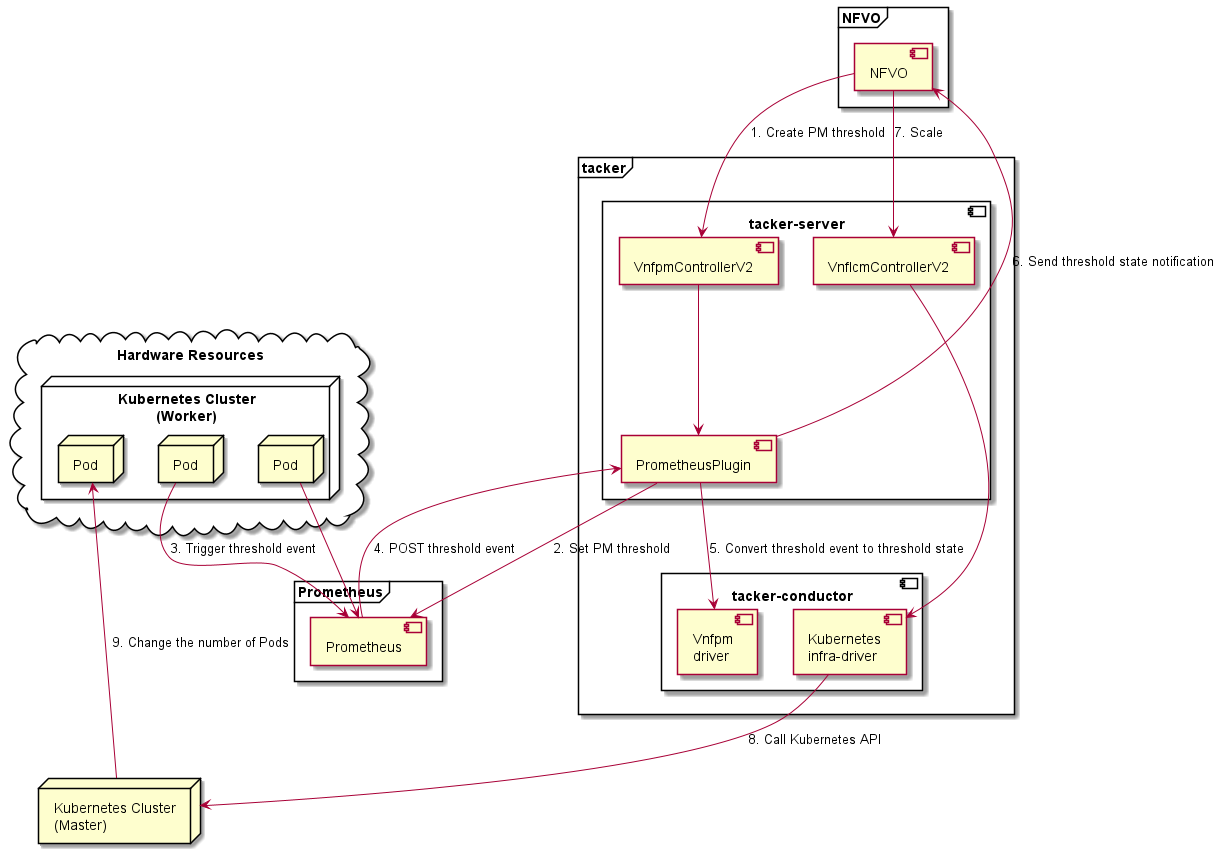 NFVO
NFVO
1. Create PM threshold
7. Scale
tacker
tacker-server
VnfpmControllerV2
VnflcmControllerV2
6. Send threshold state notification
Hardware Resources
Kubernetes Cluster
(Worker)
Pod
Pod
Pod
PrometheusPlugin
3. Trigger threshold event
4. POST threshold event
2. Set PM threshold
5. Convert threshold event to threshold state
Prometheus
Prometheus
tacker-conductor
Vnfpm
driver
Kubernetes
infra-driver
9. Change the number of Pods
8. Call Kubernetes API
Kubernetes Cluster
(Master)